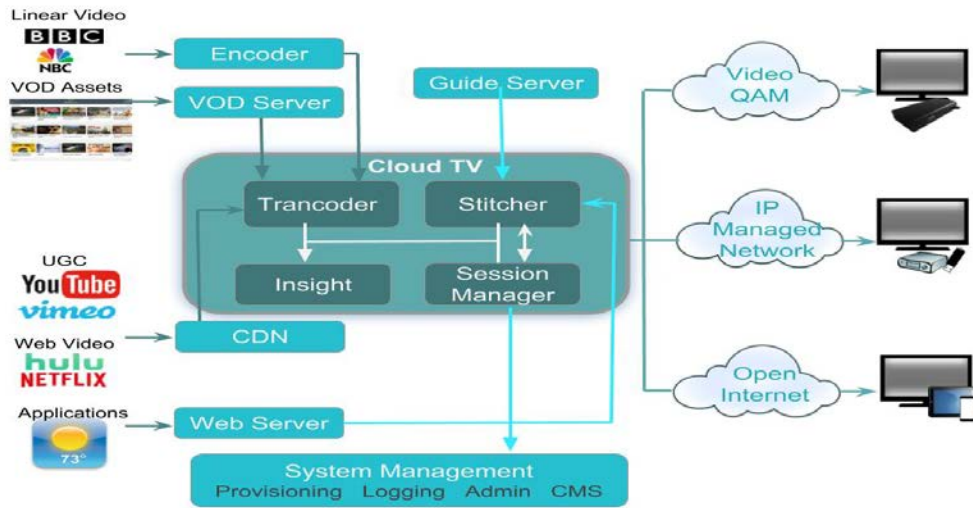 Linear Video
BBC
NBC
VOD Assets
Encoder
VOD Server
Guide Server
Cloud TV
Trancoder
Stitcher
Insight
Session
Manager
UGC
YouTube
vimeo
Web Video
hulu
NETFLIX
CDN
Applications
73°
Web Server
System Management
Provisioning Logging Admin CMS
Video
QAM
IP
Managed
Network
Open
Internet